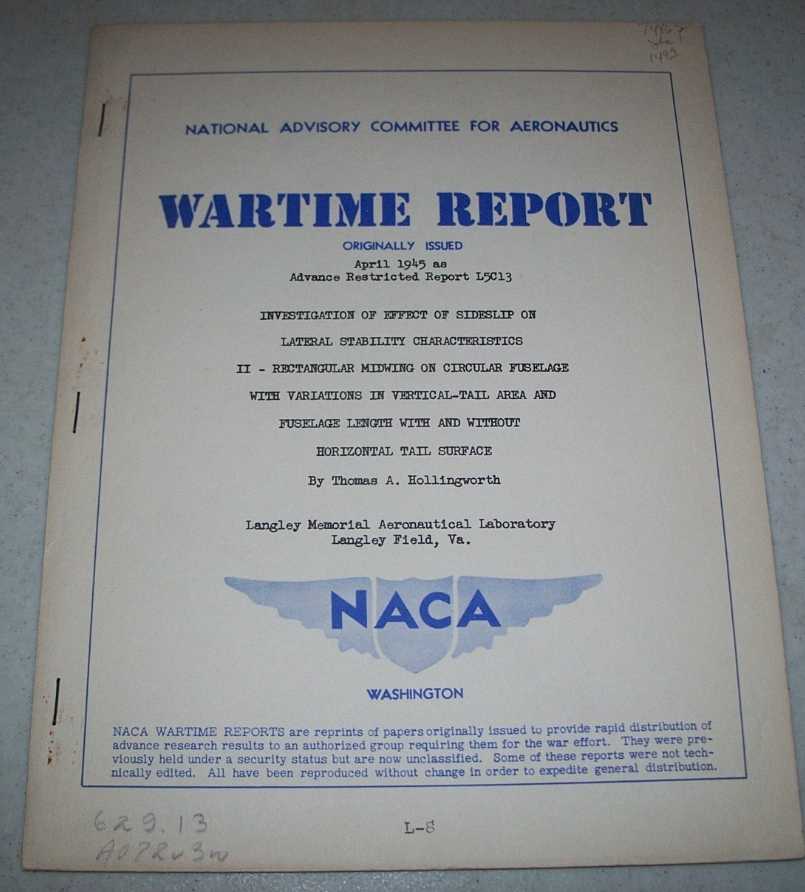 1492
NATIONAL ADVISORY COMMITTEE FOR AERONAUTICS
WARTIME REPORT
ORIGINALLY ISSUED
April 1945 as
Advance Restricted Report L5C13
INVESTIGATION OF EFFECT OF SIDESLIP ON
LATERAL STABILITY CHARACTERISTICS
II - RECTANGULAR MIDWING ON CIRCULAR FUSELAGE
WITH VARIATIONS IN VERTICAL-TAIL AREA AND
FUSELAGE LENGTH WITH AND WITHOUT
HORIZONTAL TAIL SURFACE
By Thomas A. Hollingworth
Langley Memorial Aeronautical Laboratory
Langley Field, Va.
NACA
WASHINGTON
NACA WARTIME REPORTS are reprints of papers originally issued to provide rapid distribution of
advance research results to an authorized group requiring them for the war effort. They were pre-
viously held under a security status but are now unclassified. Some of these reports were not tech-
nically edited. All have been reproduced without change in order to expedite general distribution.
L-8
629.13